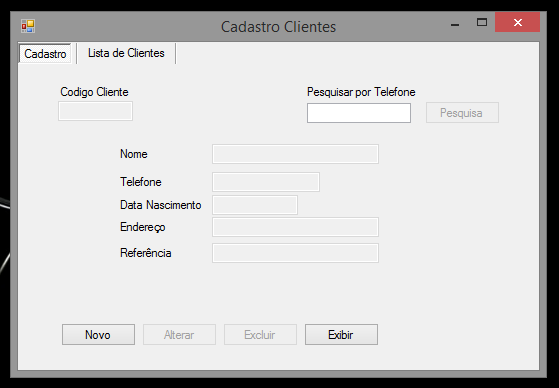 Cadastro Clientes
Cadastro Lista de Clientes
Codigo Cliente Pesquisar por Telefone
Pesquisa
Nome
Telefone
Data Nascimento
Endereço
Referência
Novo Alterar Excluir Exibir